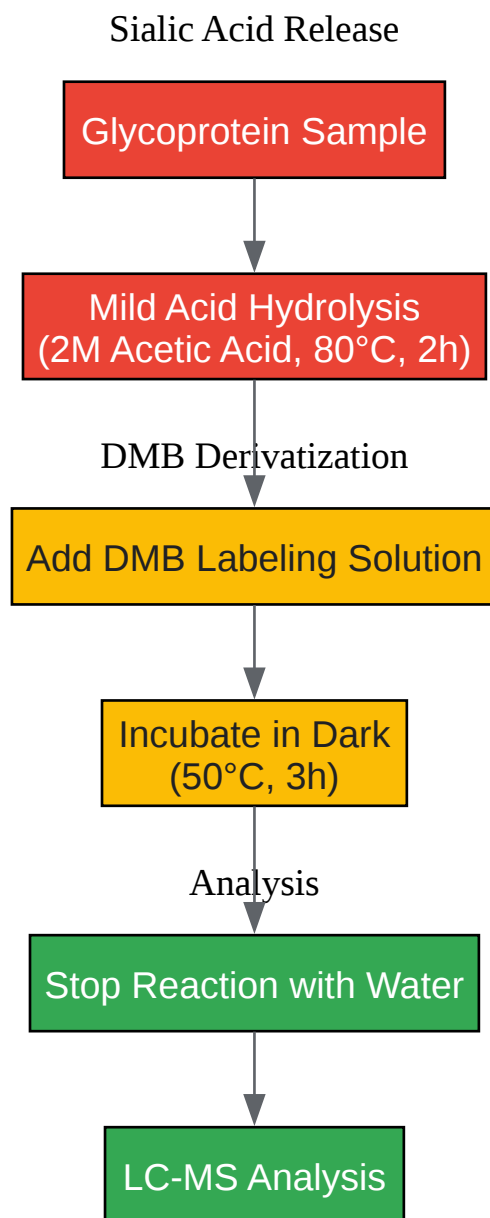 Sialic Acid Release
Glycoprotein Sample
Mild Acid Hydrolysis
(2M Acetic Acid, 80°C, 2h)
DMB Derivatization
Add DMB Labeling Solution
Incubate in Dark
(50°C, 3h)
Analysis
Stop Reaction with Water
LC-MS Analysis